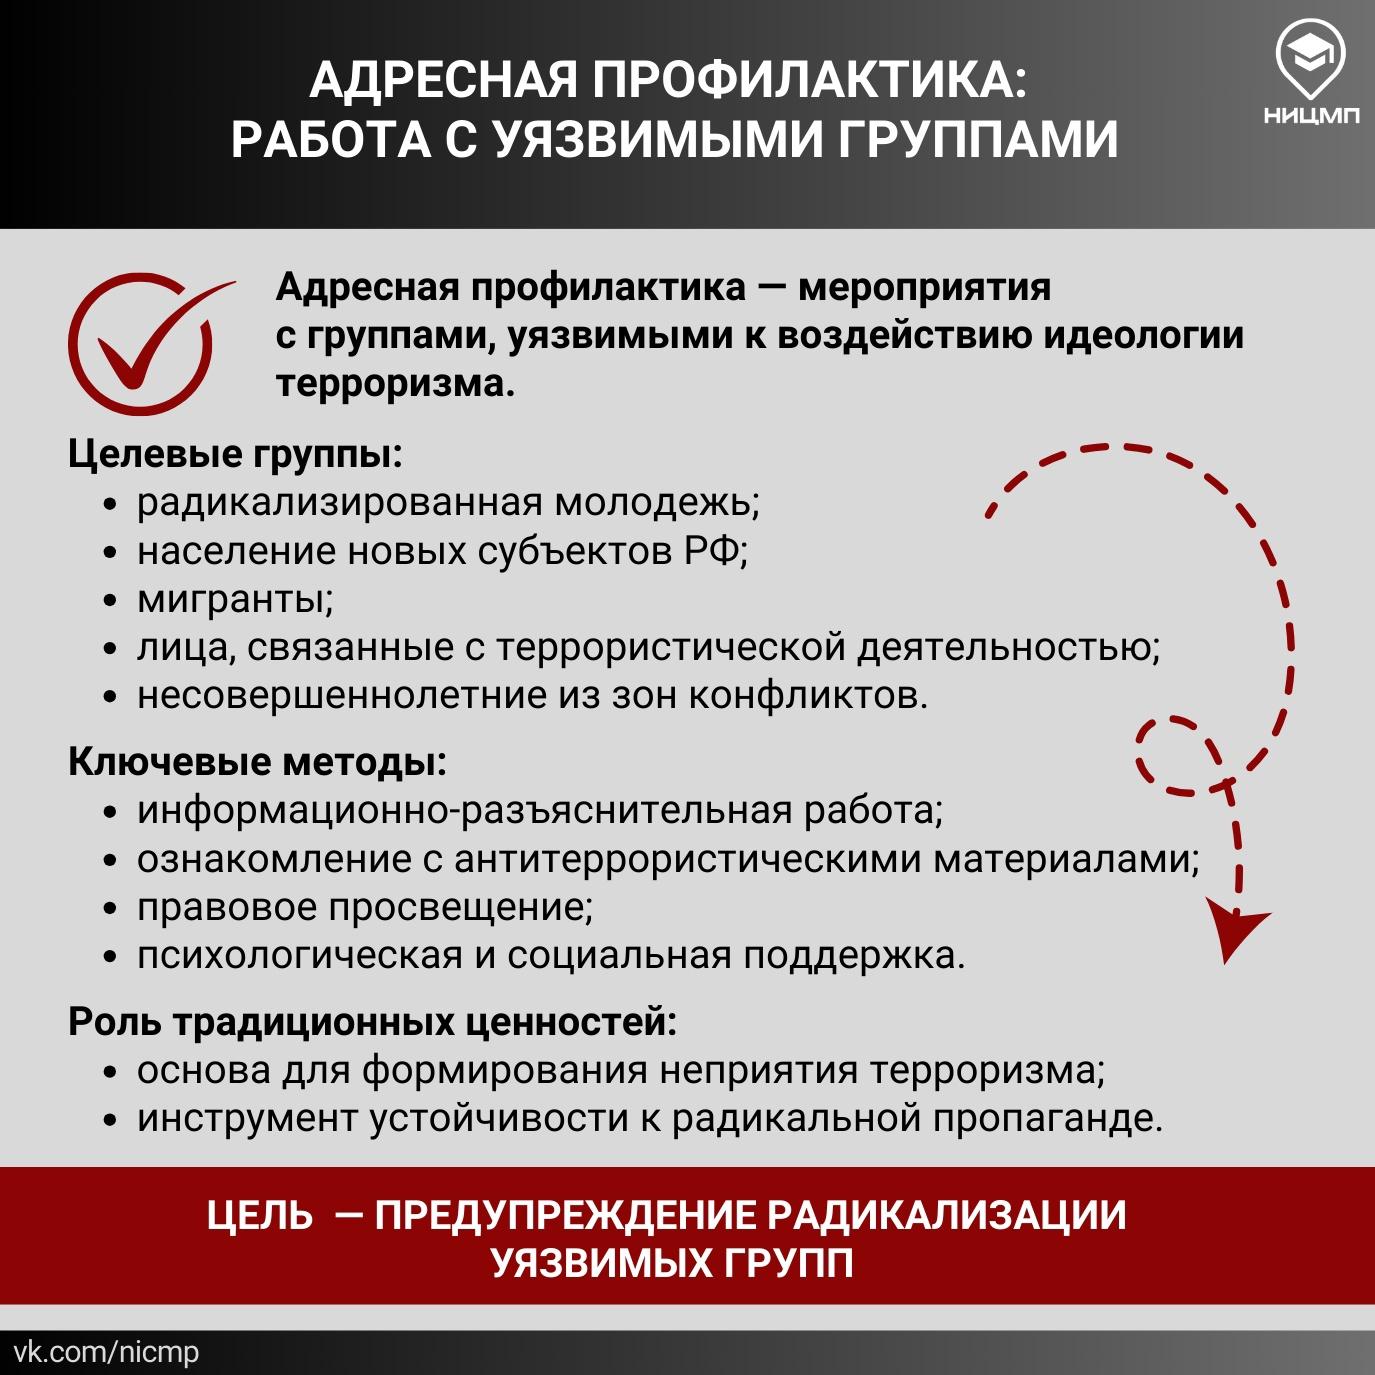 АДРЕСНАЯ ПРОФИЛАКТИКА:
РАБОТА С УЯЗВИМЫМИ ГРУППАМИ
НИЦМП
Адресная профилактика — мероприятия
с группами, уязвимыми к воздействию идеологии
терроризма.
Целевые группы:
• радикализированная молодежь;
• население новых субъектов РФ;
• мигранты;
• лица, связанные с террористической деятельностью;
• несовершеннолетние из зон конфликтов.
Ключевые методы:
• информационно-разъяснительная работа;
• ознакомление с антитеррористическими материалами;
• правовое просвещение;
• психологическая и социальная поддержка.
Роль традиционных ценностей:
• основа для формирования неприятия терроризма;
• инструмент устойчивости к радикальной пропаганде.
ЦЕЛЬ — ПРЕДУПРЕЖДЕНИЕ РАДИКАЛИЗАЦИИ
УЯЗВИМЫХ ГРУПП
vk.com/nicmp